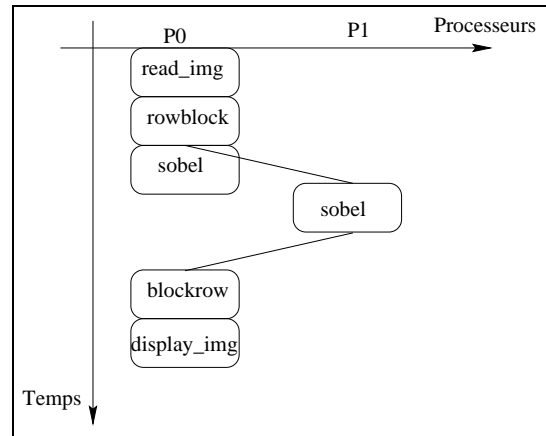 Processeurs
P0
P1
read_img
rowblock
sobel
sobel
blockrow
display_img
Temps